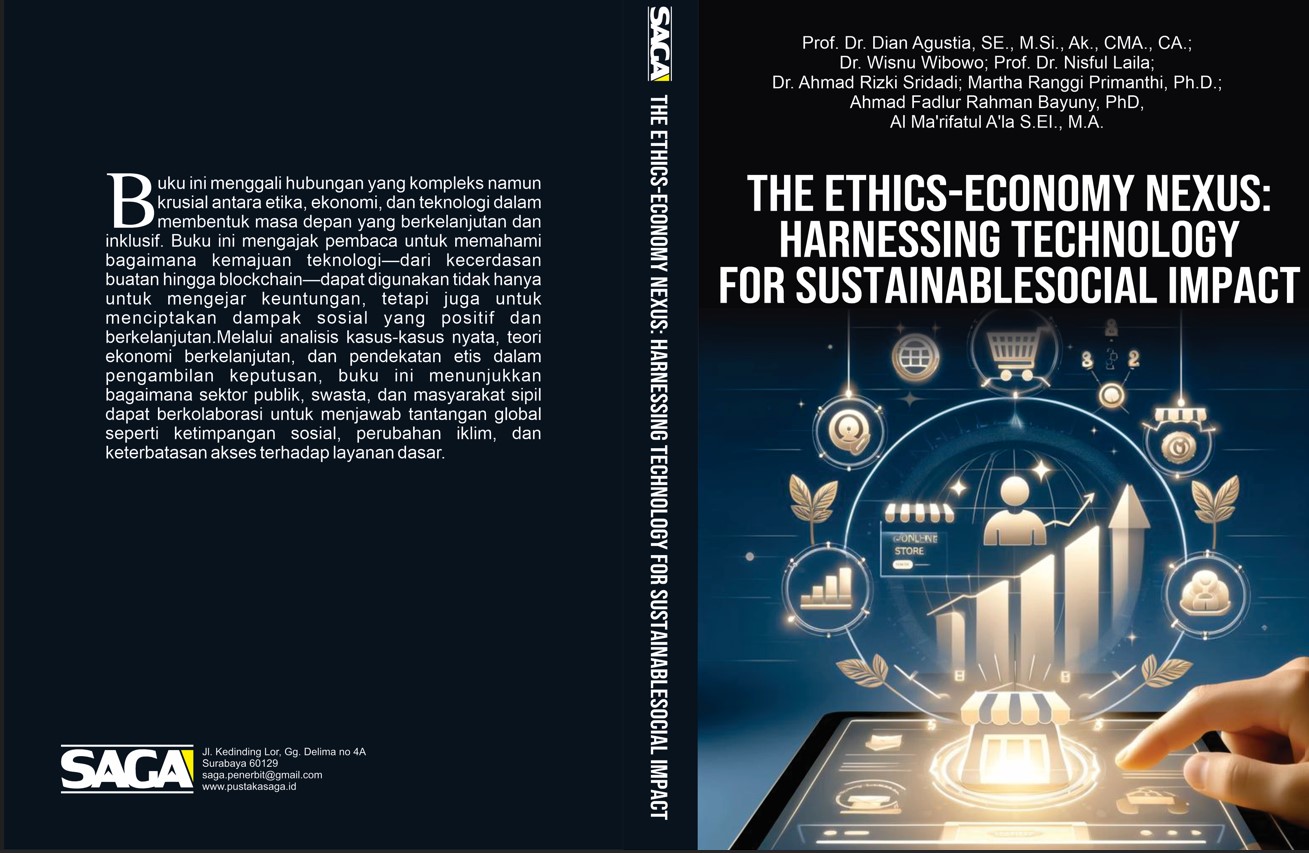 Buku ini menggali hubungan yang kompleks namun
krusial antara etika, ekonomi, dan teknologi dalam
membentuk masa depan yang berkelanjutan dan
inklusif. Buku ini mengajak pembaca untuk memahami
bagaimana kemajuan teknologi—dari kecerdasan
buatan hingga blockchain—dapat digunakan tidak hanya
untuk mengejar keuntungan, tetapi juga untuk
menciptakan dampak sosial yang positif dan
berkelanjutan.Melalui analisis kasus-kasus nyata, teori
ekonomi berkelanjutan, dan pendekatan etis dalam
pengambilan keputusan, buku ini menunjukkan
bagaimana sektor publik, swasta, dan masyarakat sipil
dapat berkolaborasi untuk menjawab tantangan global
seperti ketimpangan sosial, perubahan iklim, dan
keterbatasan akses terhadap layanan dasar.
SAGA
Jl. Kedinding Lor, Gg. Delima no 4A
Surabaya 60129
saga.penerbit@gmail.com
www.pustakasaga.id
SAGA
THE ETHICS-ECONOMY NEXUS: HARNESSING TECHNOLOGY FOR SUSTAINABLESOCIAL IMPACT
Prof. Dr. Dian Agustia, SE., M.Si., Ak., CMA., CA.;
Dr. Wisnu Wibowo; Prof. Dr. Nisful Laila;
Dr. Ahmad Rizki Sridadi; Martha Ranggi Primanthi, Ph.D.;
Ahmad Fadlur Rahman Bayuny, PhD,
Al Ma'rifatul A'la S.EI., M.A.
THE ETHICS-ECONOMY NEXUS:
HARNESSING TECHNOLOGY
FOR SUSTAINABLESOCIAL IMPACT
3 2
STORE